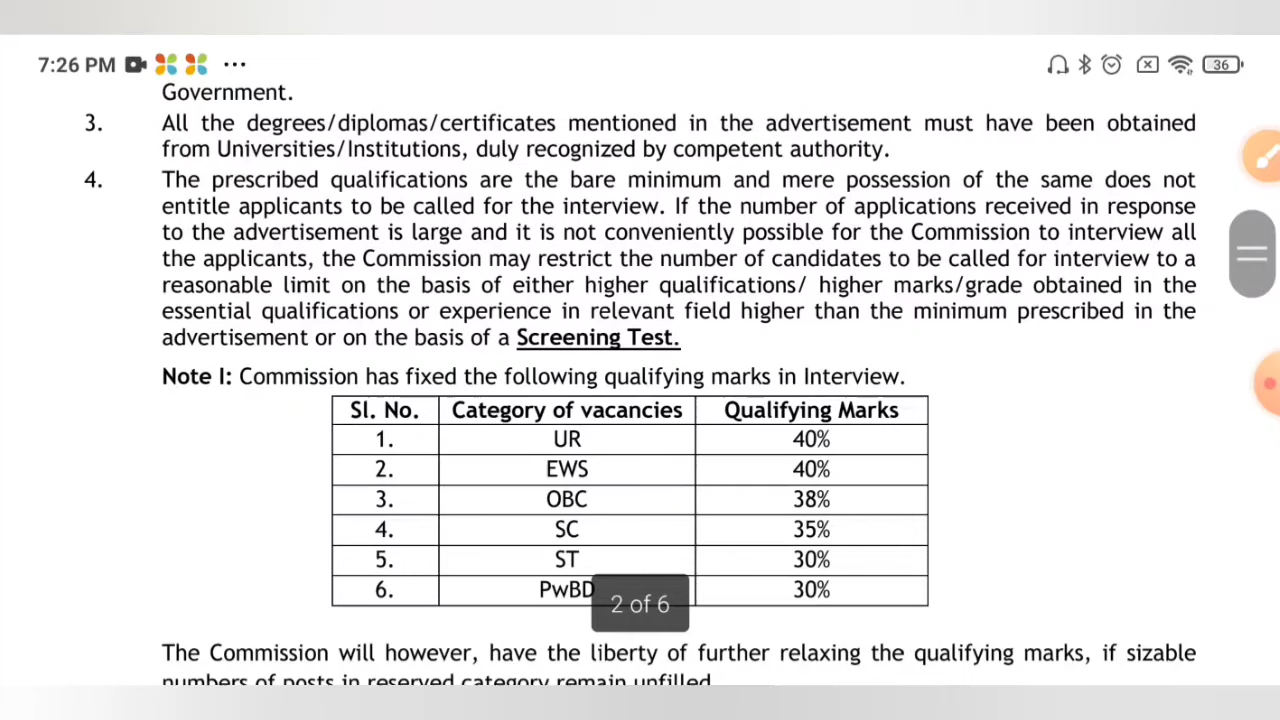 7:26 PM ...
36
Government.
3. All the degrees/diplomas/certificates mentioned in the advertisement must have been obtained
from Universities/Institutions, duly recognized by competent authority.
4. The prescribed qualifications are the bare minimum and mere possession of the same does not
entitle applicants to be called for the interview. If the number of applications received in response
to the advertisement is large and it is not conveniently possible for the Commission to interview all
the applicants, the Commission may restrict the number of candidates to be called for interview to a
reasonable limit on the basis of either higher qualifications/ higher marks/grade obtained in the
essential qualifications or experience in relevant field higher than the minimum prescribed in the
advertisement or on the basis of a Screening Test.
Note I: Commission has fixed the following qualifying marks in Interview.
Sl. No. Category of vacancies Qualifying Marks
1. UR 40%
2. EWS 40%
3. OBC 38%
4. SC 35%
5. ST 30%
6. PwBD 30%
2 of 6
The Commission will however, have the liberty of further relaxing the qualifying marks, if sizable
numbers of posts in reserved category remain unfilled